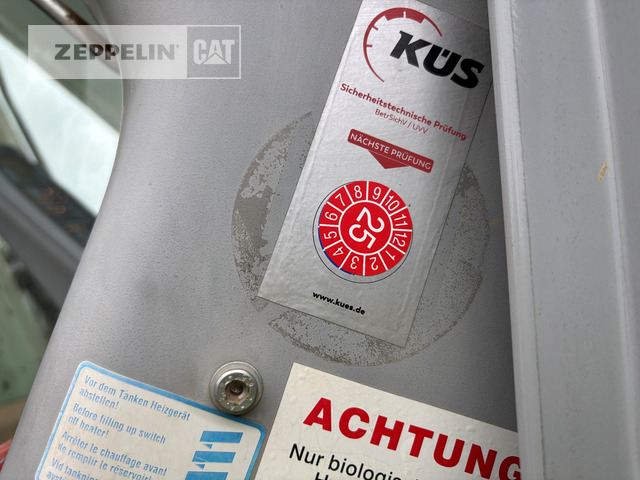 ZEPPELIN CAT
KÜS
Sicherheitstechnische Prüfung
BetrSichV / UVV
NÄCHSTE PRÜFUNG
1 2 3 4 5 6 7 8 9 10 11 12
25
www.kues.de
Vor dem Tanken Heizgerät
abstellen!
Before filling up switch
off heater!
Arrêter le chauffage avant
de remplir le réservoir
Vid tankning
ACHTUNG
Nur biologisch